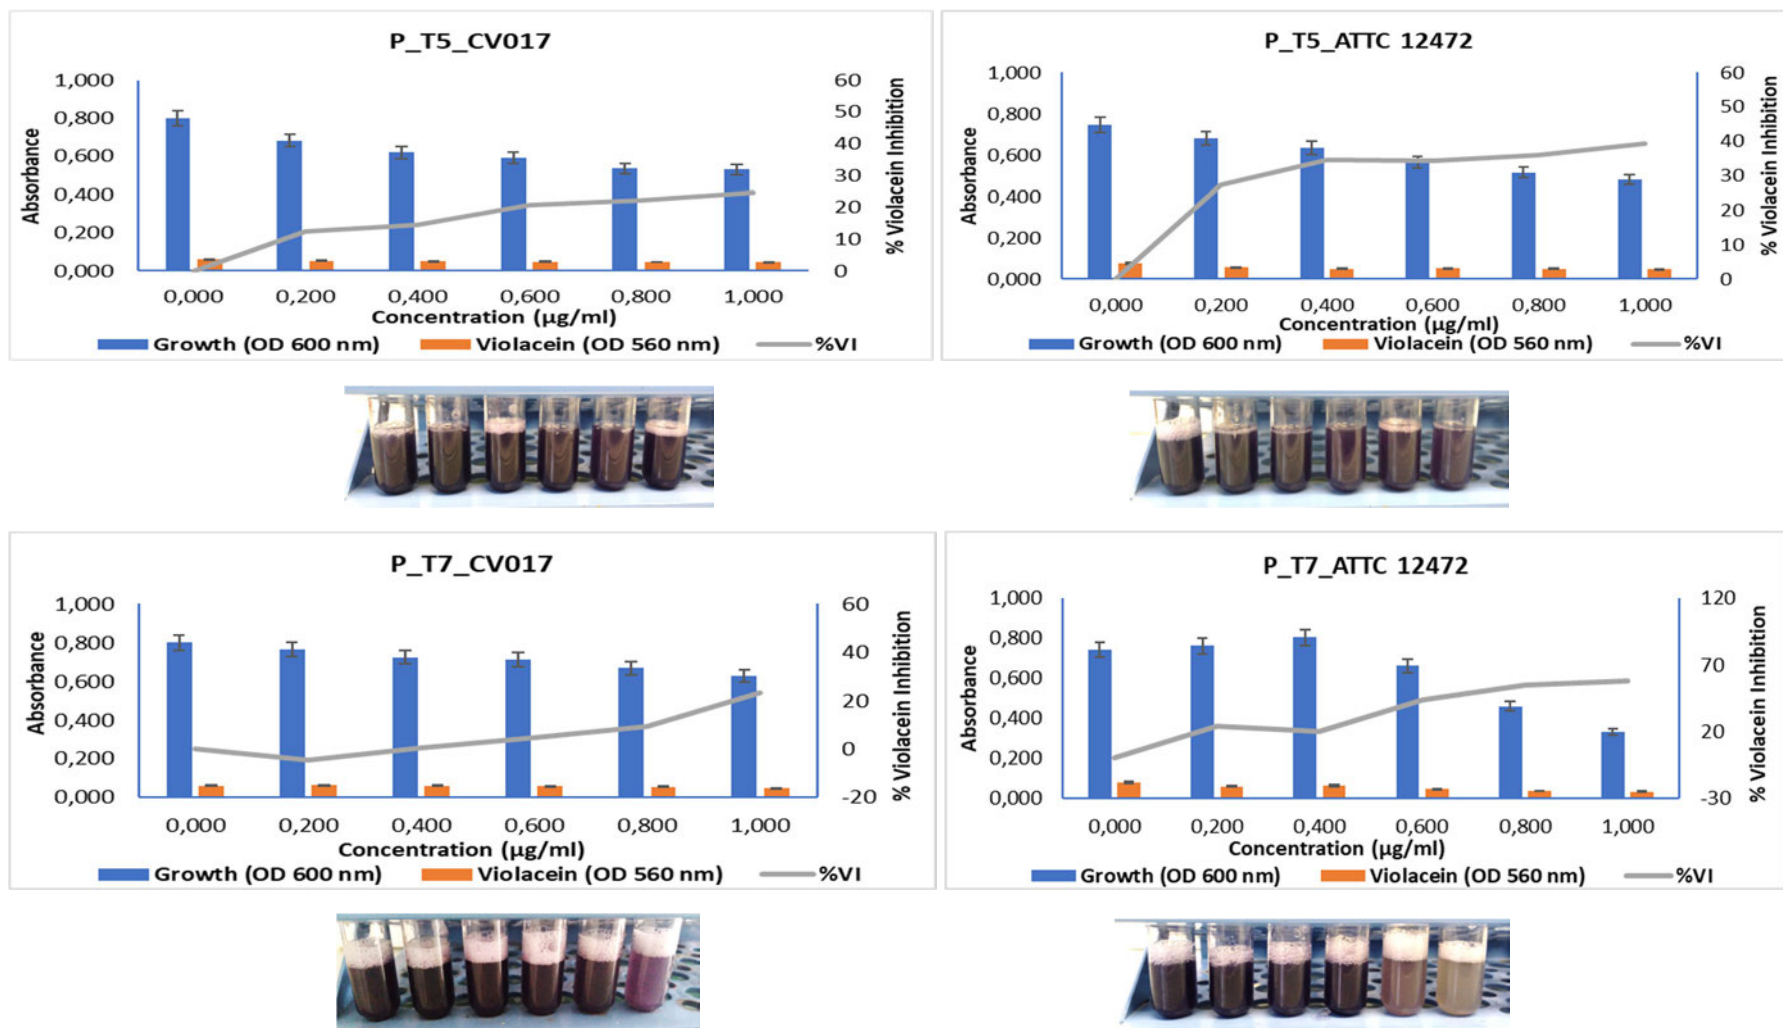 P_T5_CV017
1,000
0,800
0,600
0,400
0,200
0,000
Absorbance
60
50
40
30
20
10
0
% Violacein Inhibition
0,000 0,200 0,400 0,600 0,800 1,000
Concentration (µg/ml)
Growth (OD 600 nm) Violacein (OD 560 nm) %VI
P_T5_ATTC 12472
1,000
0,800
0,600
0,400
0,200
0,000
Absorbance
60
50
40
30
20
10
0
% Violacein Inhibition
0,000 0,200 0,400 0,600 0,800 1,000
Concentration (µg/ml)
Growth (OD 600 nm) Violacein (OD 560 nm) %VI
P_T7_CV017
1,000
0,800
0,600
0,400
0,200
0,000
Absorbance
60
40
20
0
-20
% Violacein Inhibition
0,000 0,200 0,400 0,600 0,800 1,000
Concentration (µg/ml)
Growth (OD 600 nm) Violacein (OD 560 nm) %VI
P_T7_ATTC 12472
1,000
0,800
0,600
0,400
0,200
0,000
Absorbance
120
70
20
-30
% Violacein Inhibition
0,000 0,200 0,400 0,600 0,800 1,000
Concentration (µg/ml)
Growth (OD 600 nm) Violacein (OD 560 nm) %VI